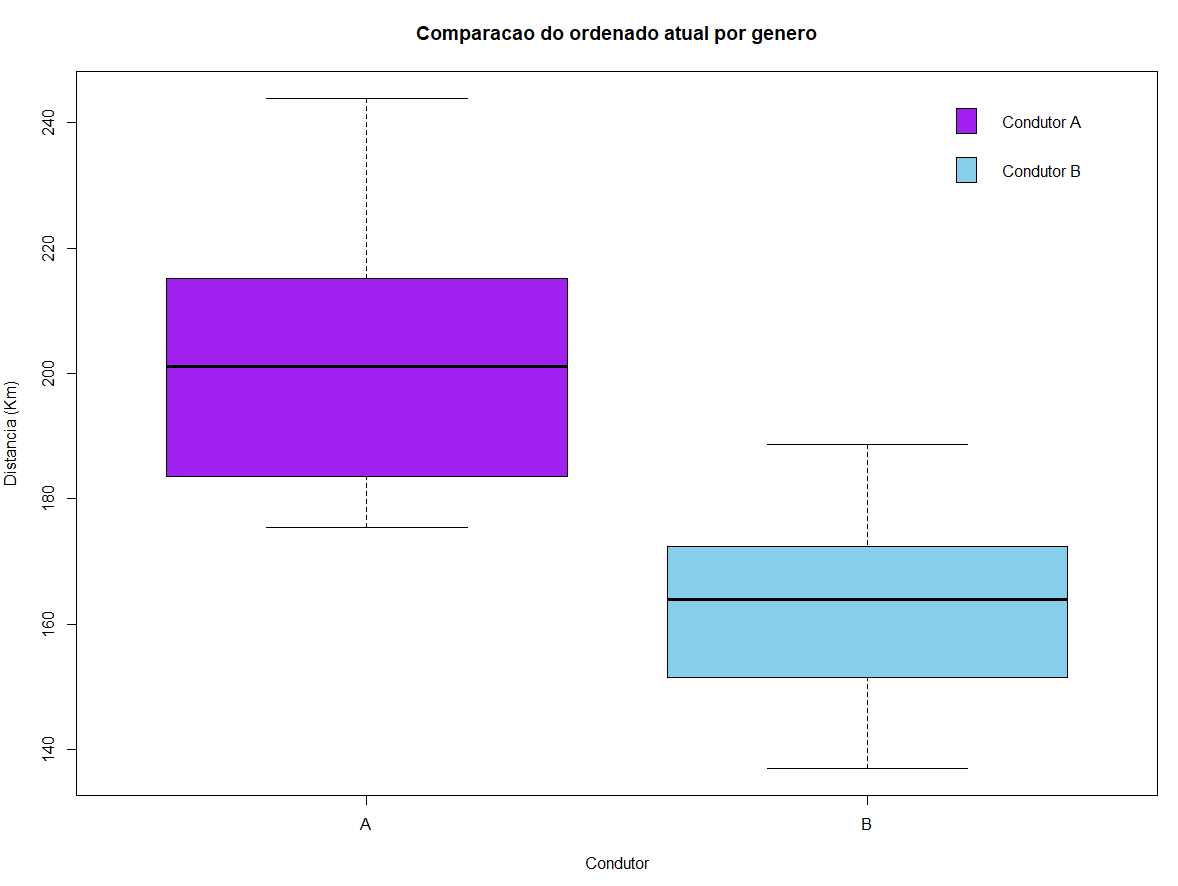 Comparacao do ordenado atual por genero
Condutor A
Condutor B
240
220
200
180
160
140
Distancia (Km)
A
B
Condutor